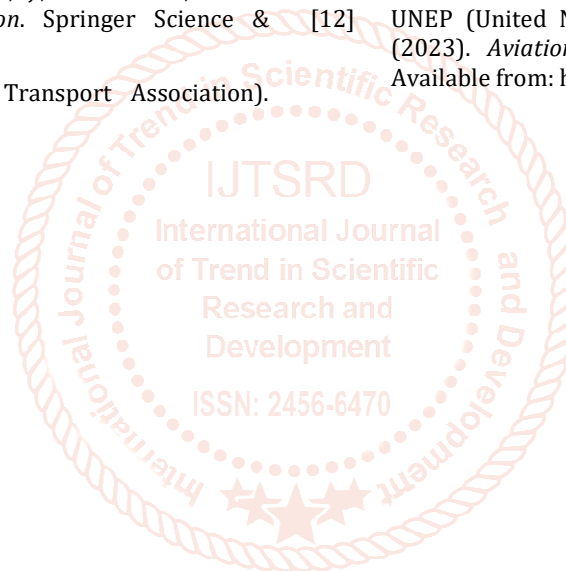 on. Springer Science &
Transport Association).
[12] UNEP (United N
(2023). Aviation
Available from: h
International Journal of Trend in Scientific Research and Development
IJTSRD
International Journal
of Trend in Scientific
Research and
Development
ISSN: 2456-6470